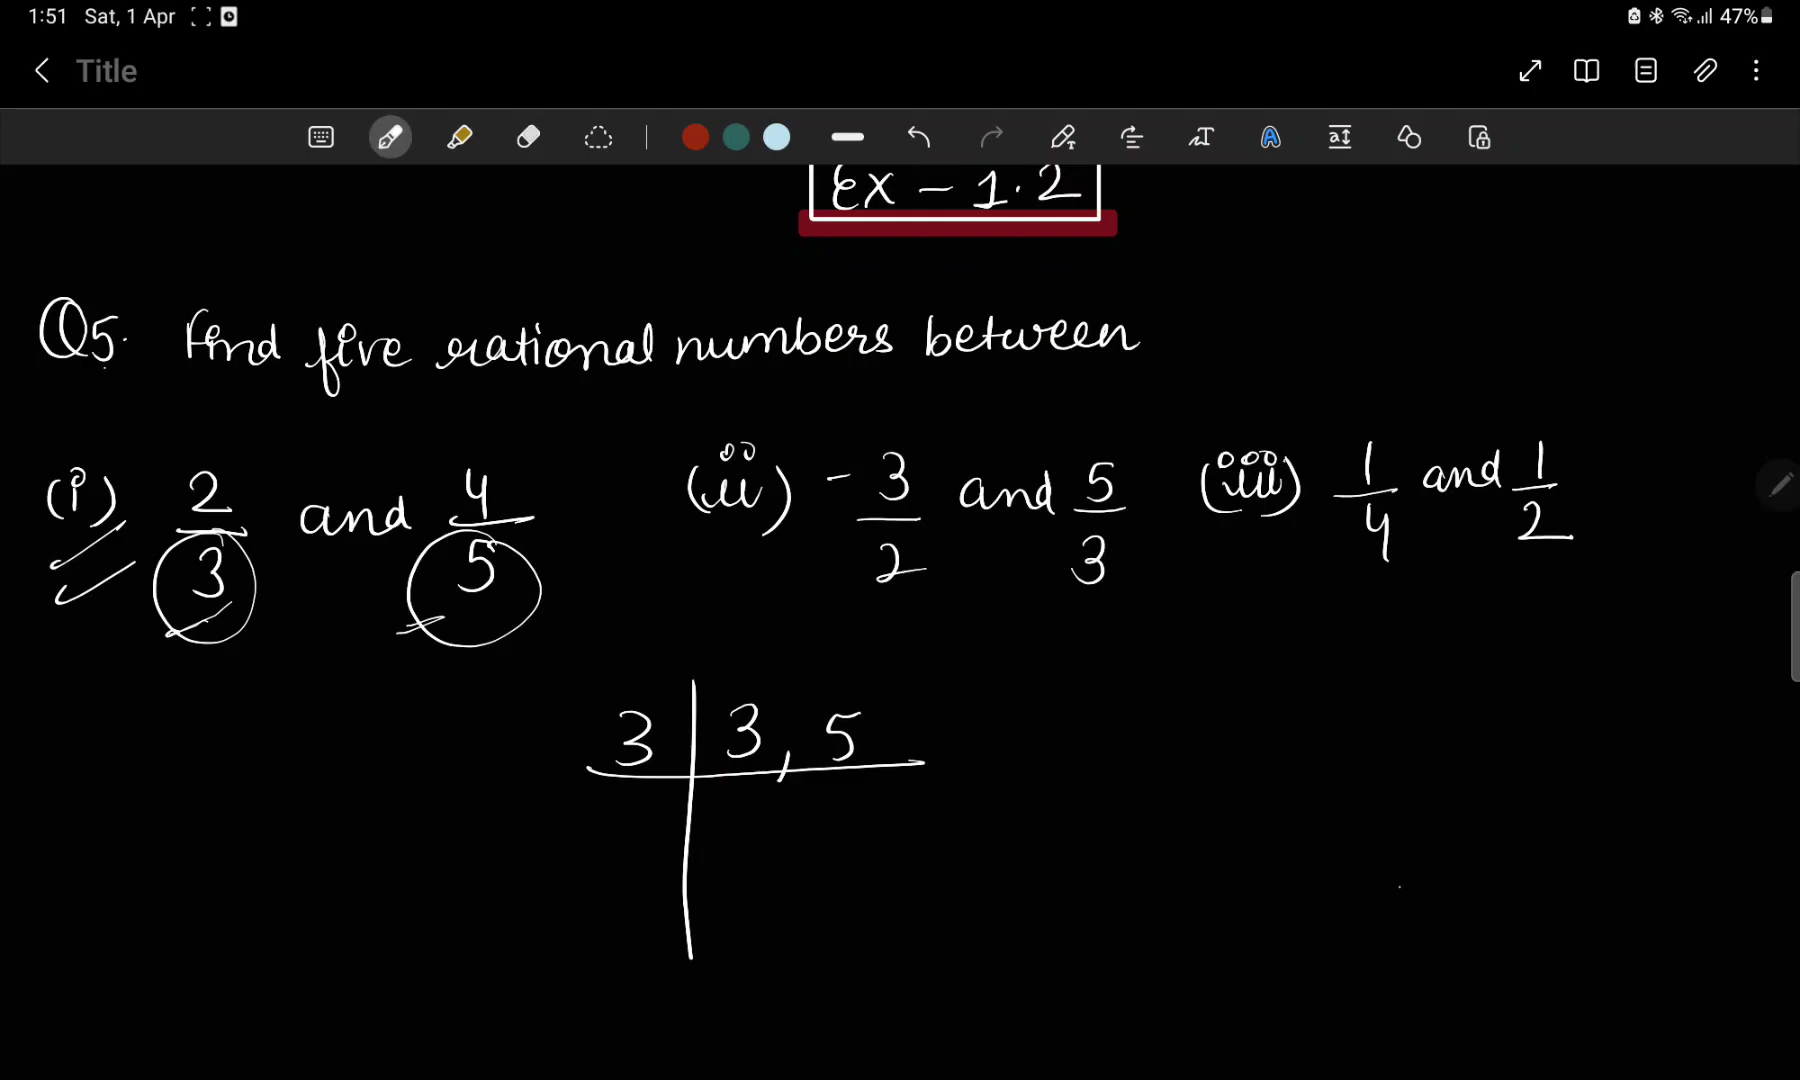 1:51 Sat, 1 Apr 47%
Title
Ex - 1.2
Q5. Find five rational numbers between
(i) 2/3 and 4/5 (ii) -3/2 and 5/3 (iii) 1/4 and 1/2
3 | 3, 5